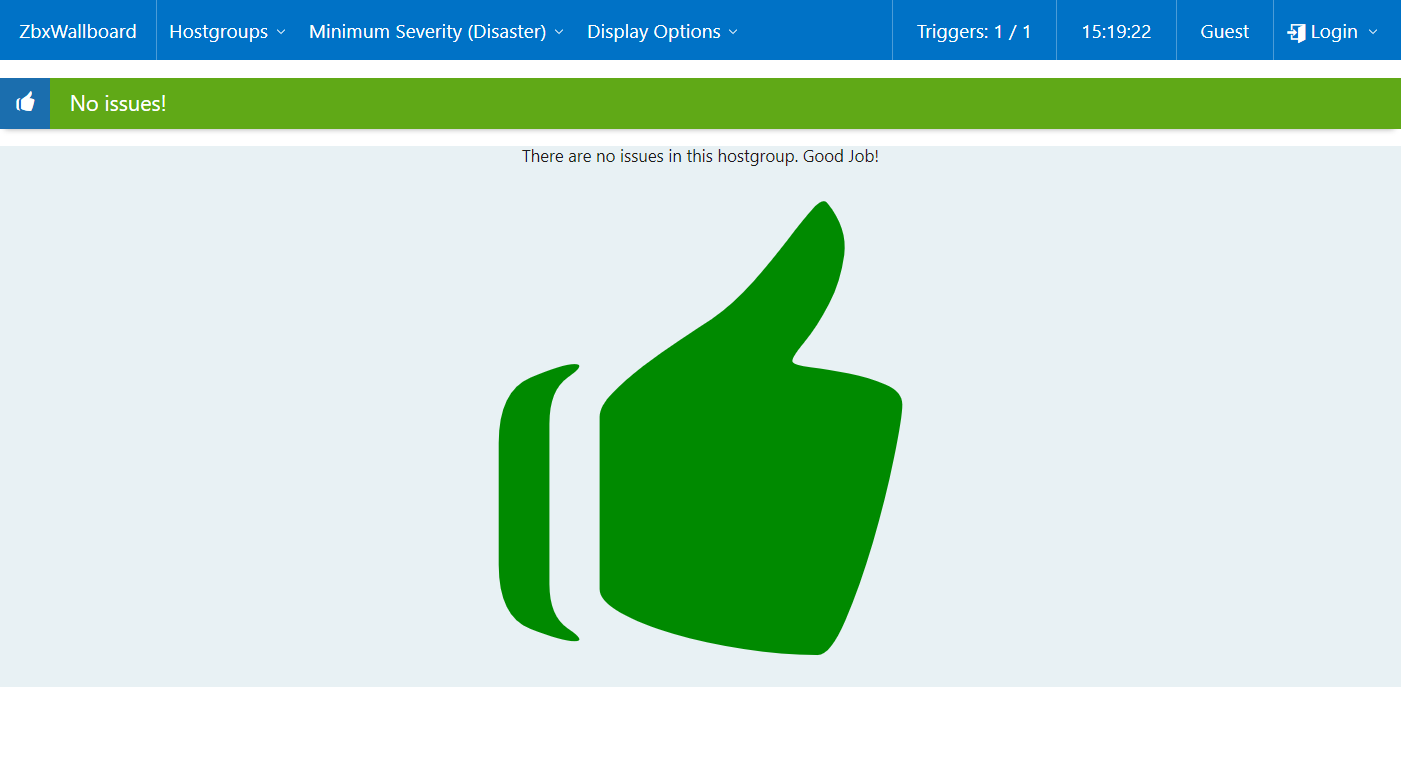 ZbxWallboard Hostgroups Minimum Severity (Disaster) Display Options Triggers: 1 / 1 15:19:22 Guest Login
No issues!
There are no issues in this hostgroup. Good Job!